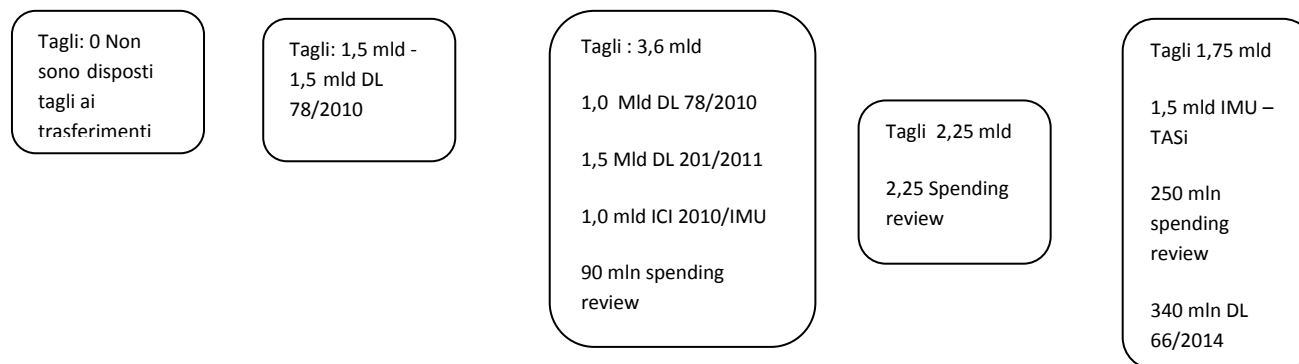 Tagli: 0 Non
sono disposti
tagli ai
trasferimenti
Tagli: 1,5 mld -
1,5 mld DL
78/2010
Tagli : 3,6 mld
1,0 Mld DL 78/2010
1,5 Mld DL 201/2011
1,0 mld ICI 2010/IMU
90 mln spending
review
Tagli 2,25 mld
2,25 Spending
review
Tagli 1,75 mld
1,5 mld IMU –
TASi
250 mln
spending
review
340 mln DL
66/2014